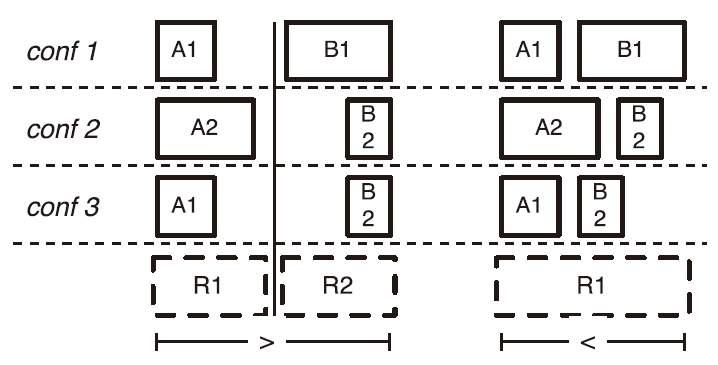 conf 1 A1 B1 A1 B1
conf 2 A2 B 2 A2 B 2
conf 3 A1 B 2 A1 B 2
R1 R2 R1
> <